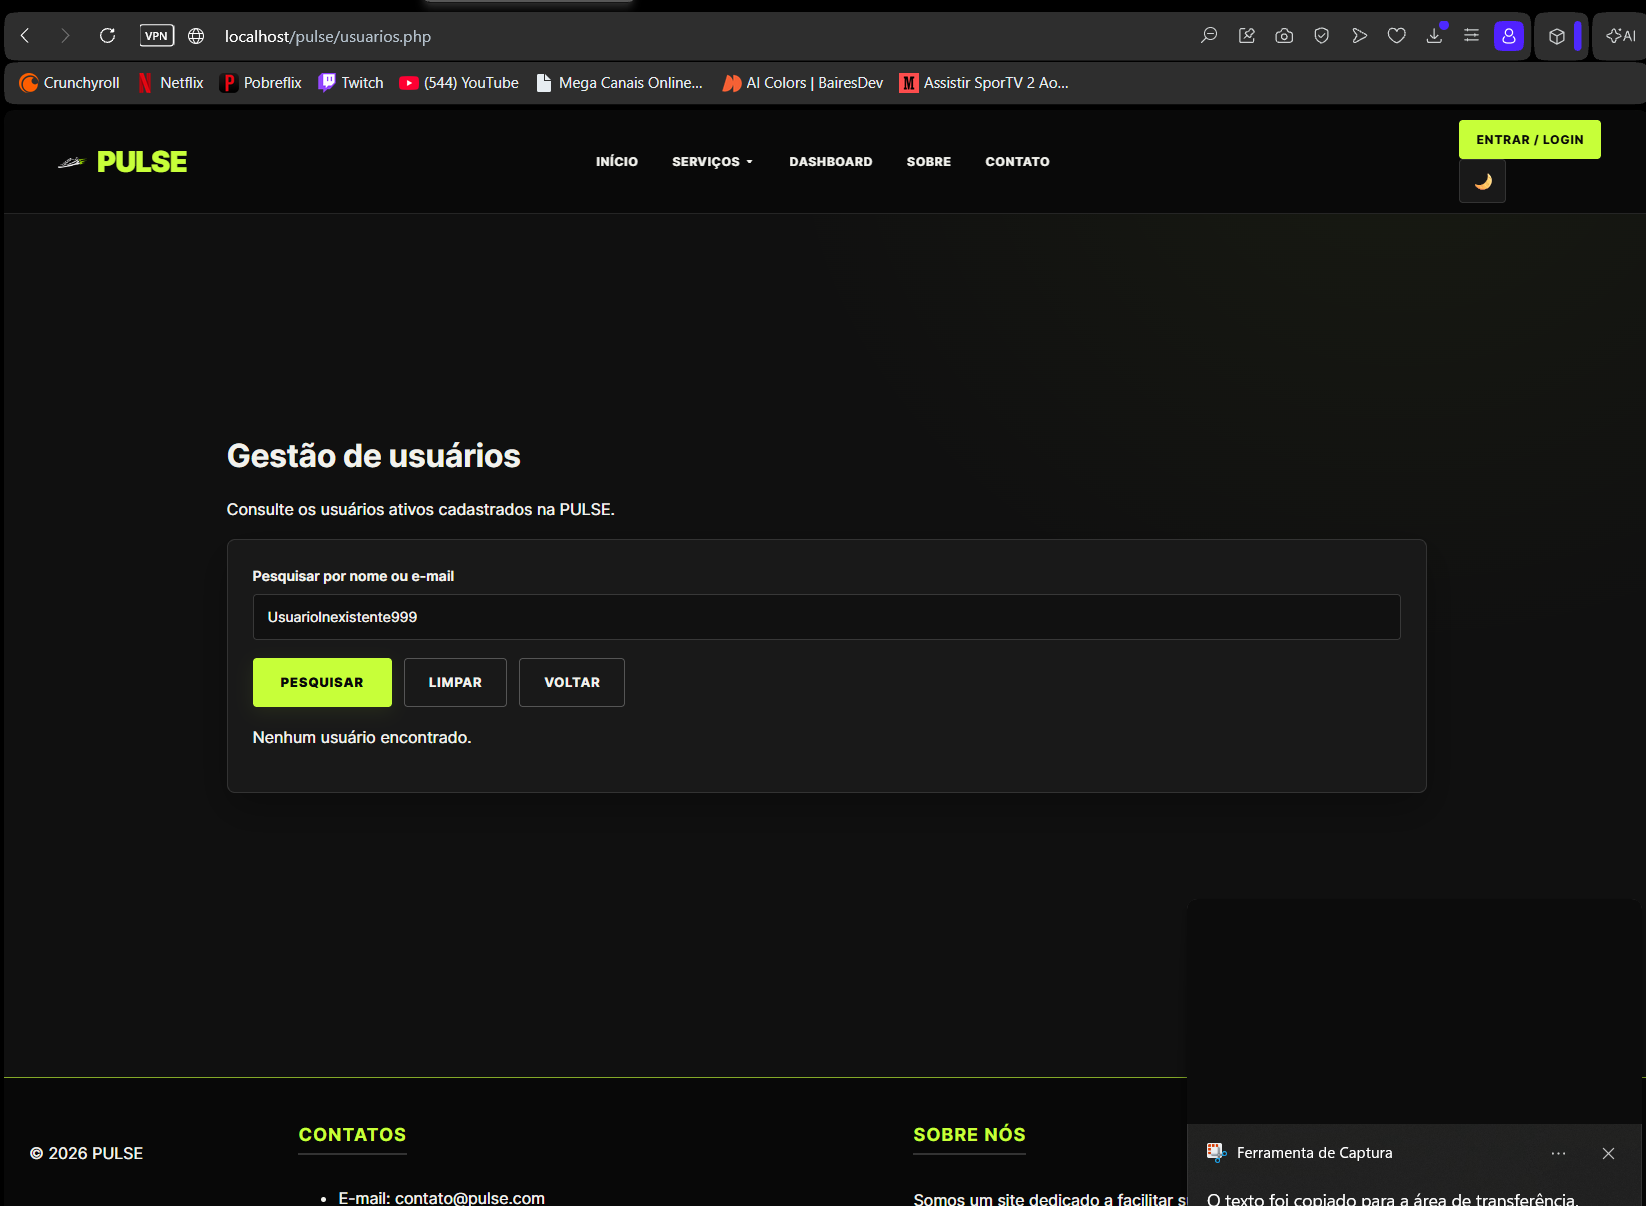 VPN
localhost/pulse/usuarios.php
AI
Crunchyroll
Netflix
Pobreflix
Twitch
(544) YouTube
Mega Canais Online...
AI Colors | BairesDev
M
Assistir SporTV 2 Ao...
PULSE
INÍCIO
SERVIÇOS
DASHBOARD
SOBRE
CONTATO
ENTRAR / LOGIN
Gestão de usuários
Consulte os usuários ativos cadastrados na PULSE.
Pesquisar por nome ou e-mail
UsuarioInexistente999
PESQUISAR
LIMPAR
VOLTAR
Nenhum usuário encontrado.
© 2026 PULSE
CONTATOS
• E-mail: contato@pulse.com
SOBRE NÓS
Somos um site dedicado a facilitar
Ferramenta de Captura
O texto foi copiado para a área de transferência.